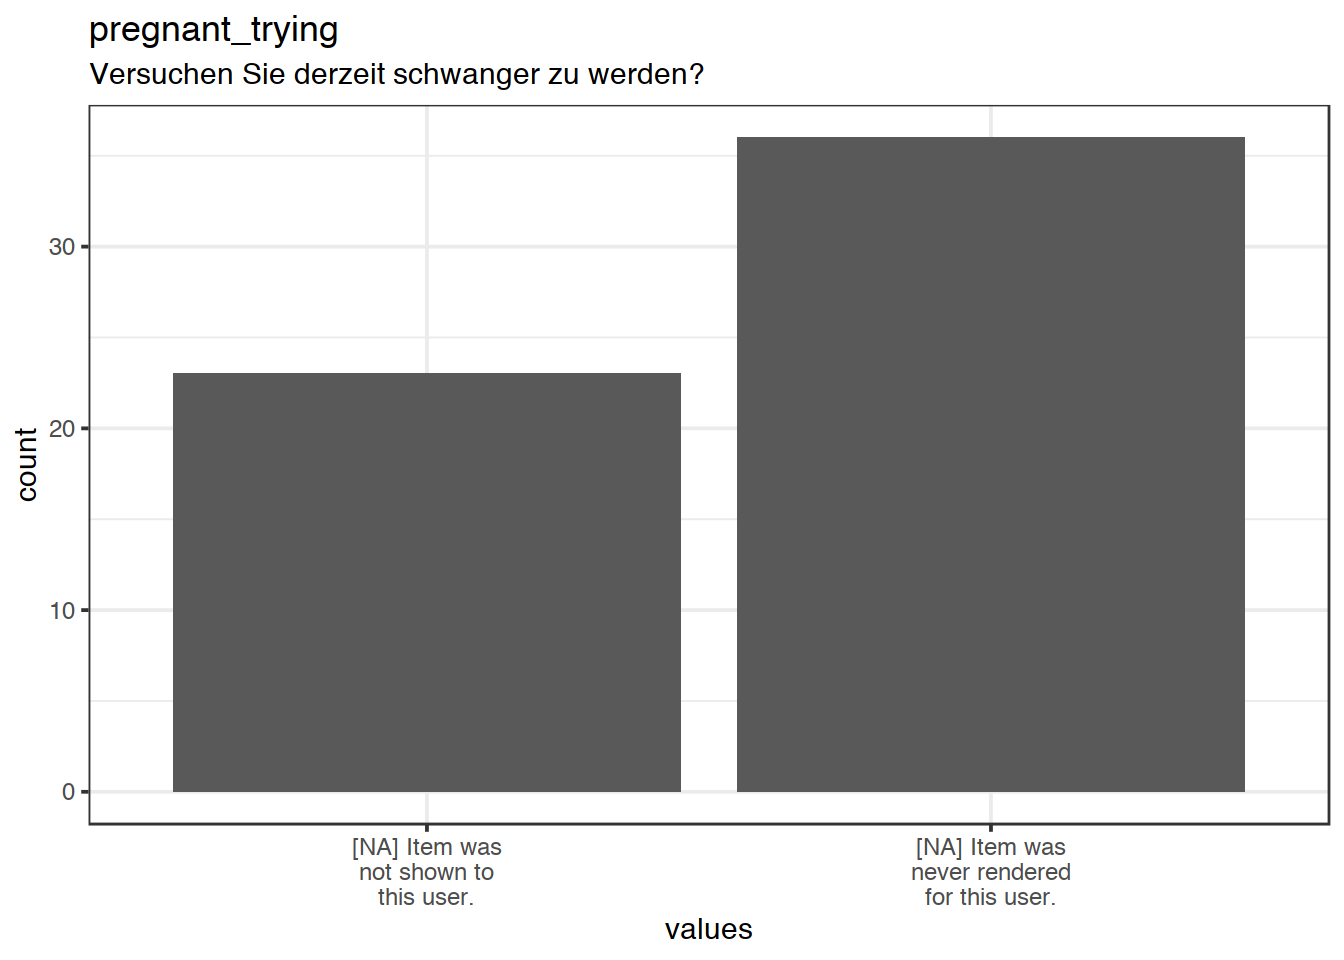 pregnant_trying
Versuchen Sie derzeit schwanger zu werden?
count
30
20
10
0
[NA] Item was
not shown to
this user.
[NA] Item was
never rendered
for this user.
values